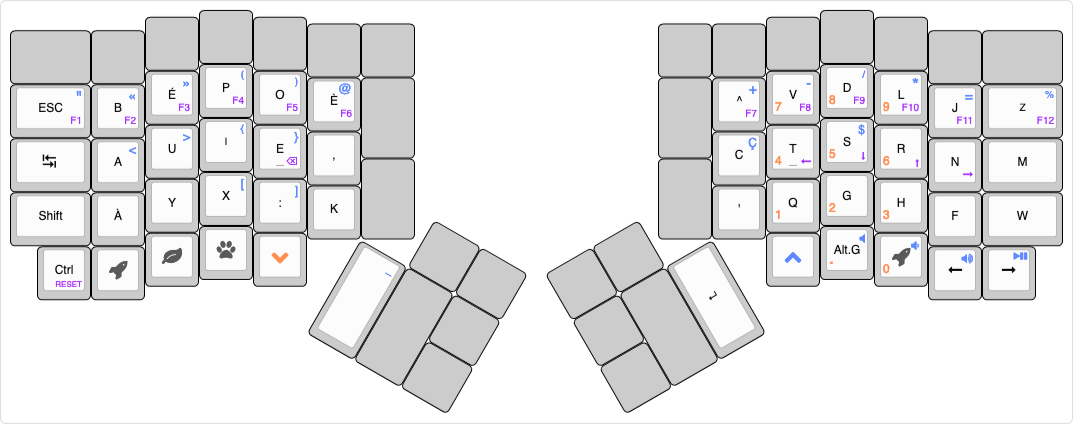 ESC " F1
B « F2
É » F3
P ( F4
O ) F5
È @ F6
^ + F7
V - 7 F8
D / 8 F9
L * 9 F10
J = F11
Z % F12
↹
A <
U >
I {
E } _ ⌫
,
C Ç
T 4 _ ←
S $ 5 ↓
R 6 ↑
N →
M
Shift
À
Y
X [
: ]
K
'
Q 1
G 2
H 3
F
W
Ctrl RESET
Alt.G .
0
←
→
_
↵